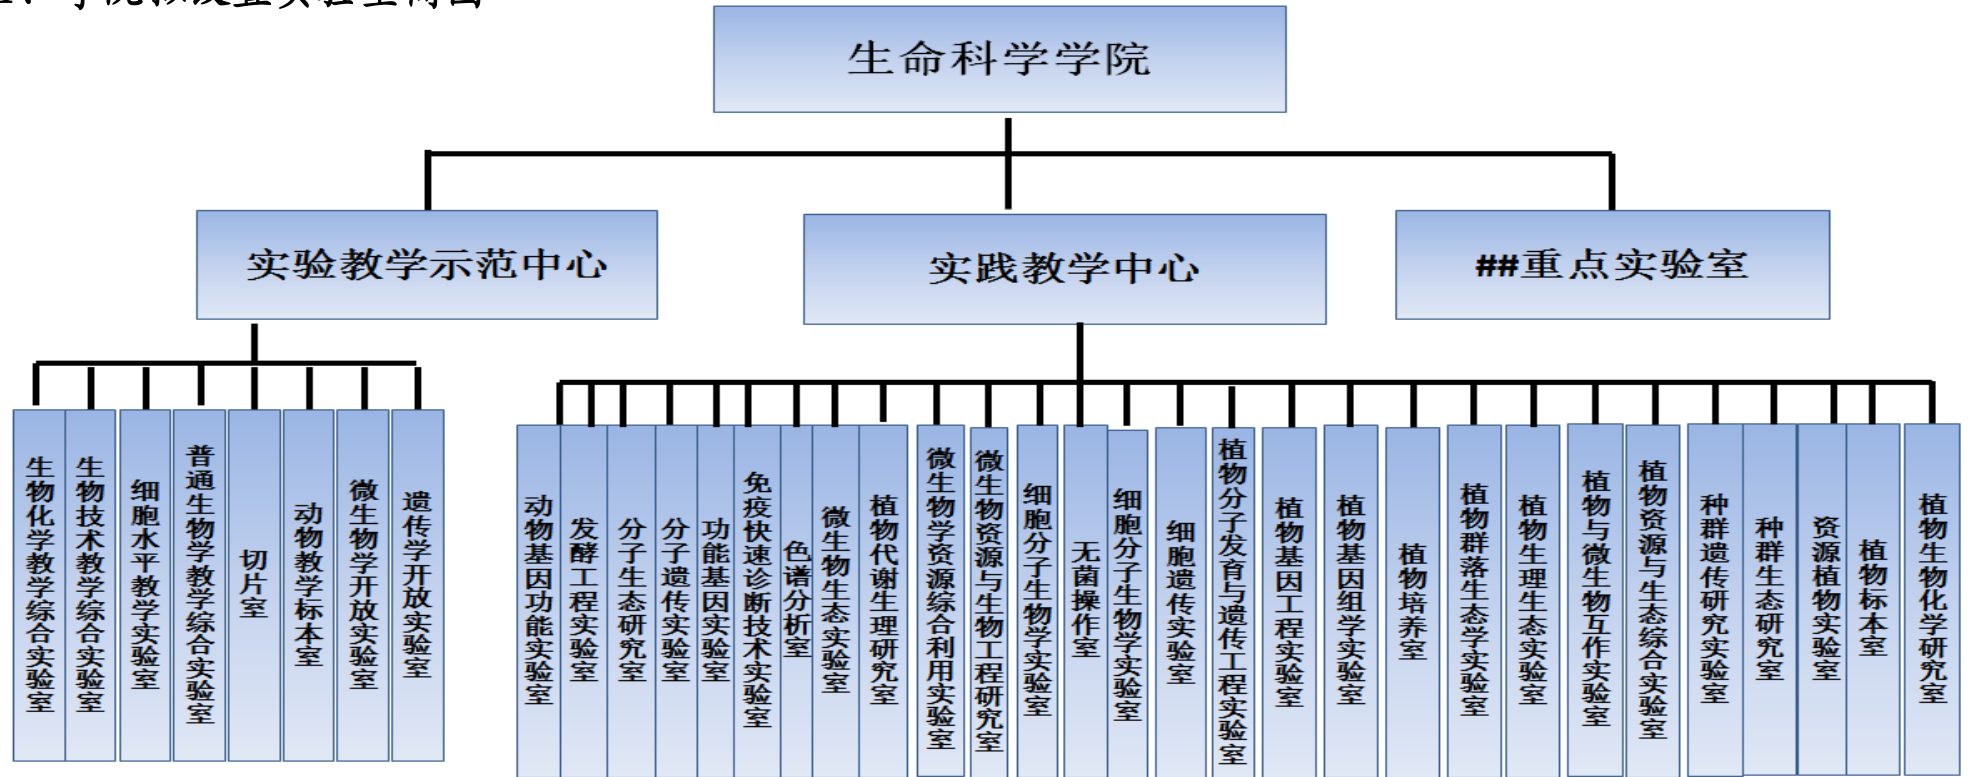 学院拟设置实验室简图
生命科学学院
实验教学示范中心
实践教学中心
##重点实验室
生物化学教学综合实验室
生物技术教学综合实验室
细胞水平教学实验室
普通生物学教学综合实验室
切片室
动物教学标本室
微生物学开放实验室
遗传学开放实验室
动物基因功能实验室
发酵工程实验室
分子生态研究室
分子遗传实验室
功能基因实验室
免疫快速诊断技术实验室
色谱分析室
微生物生态实验室
植物代谢生理研究室
微生物学资源综合利用实验室
微生物资源与生物工程研究室
细胞分子生物学实验室
无菌操作室
细胞分子生物学实验室
细胞遗传实验室
植物分子发育与遗传工程实验室
植物基因工程实验室
植物基因组学实验室
植物培养室
植物群落生态学实验室
植物生理生态实验室
植物与微生物互作实验室
植物资源与生态综合实验室
种群遗传研究实验室
种群生态研究室
资源植物实验室
植物标本室
植物生物化学研究室